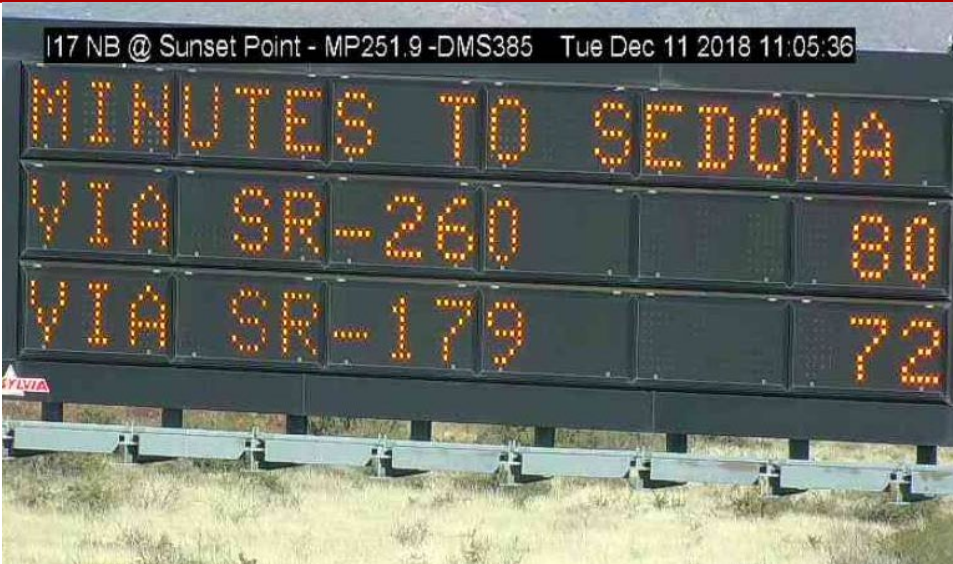 I17 NB @ Sunset Point - MP251.9 -DMS385 Tue Dec 11 2018 11:05:36
MINUTES TO SEDONA
VIA SR-260 80
VIA SR-179 72
SYLVIA